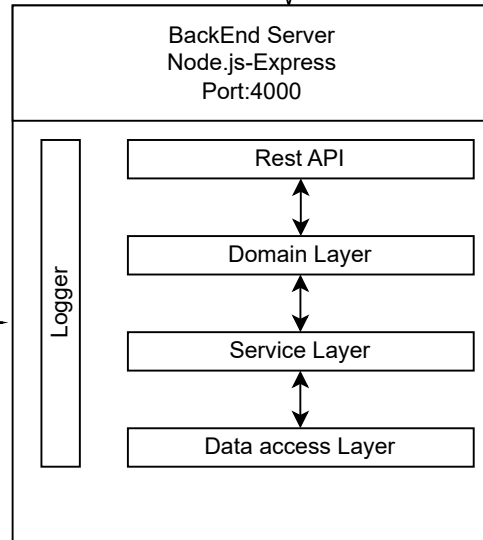 BackEnd Server
Node.js-Express
Port:4000
Rest API
Domain Layer
Logger
Service Layer
Data access Layer